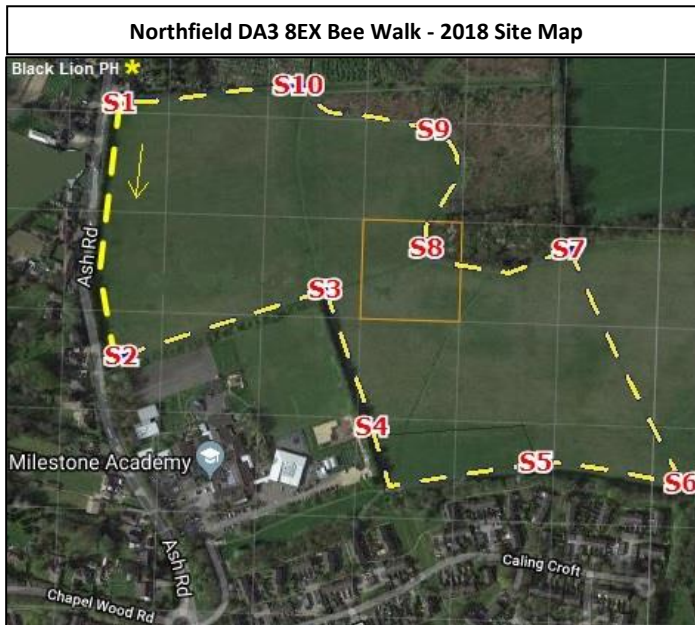 Northfield DA3 8EX Bee Walk - 2018 Site Map
Black Lion PH
S1
S10
S9
Ash Rd
S8
S7
S3
S2
S4
Milestone Academy
S5
S6
Ash Rd
Caling Croft
Chapel Wood Rd